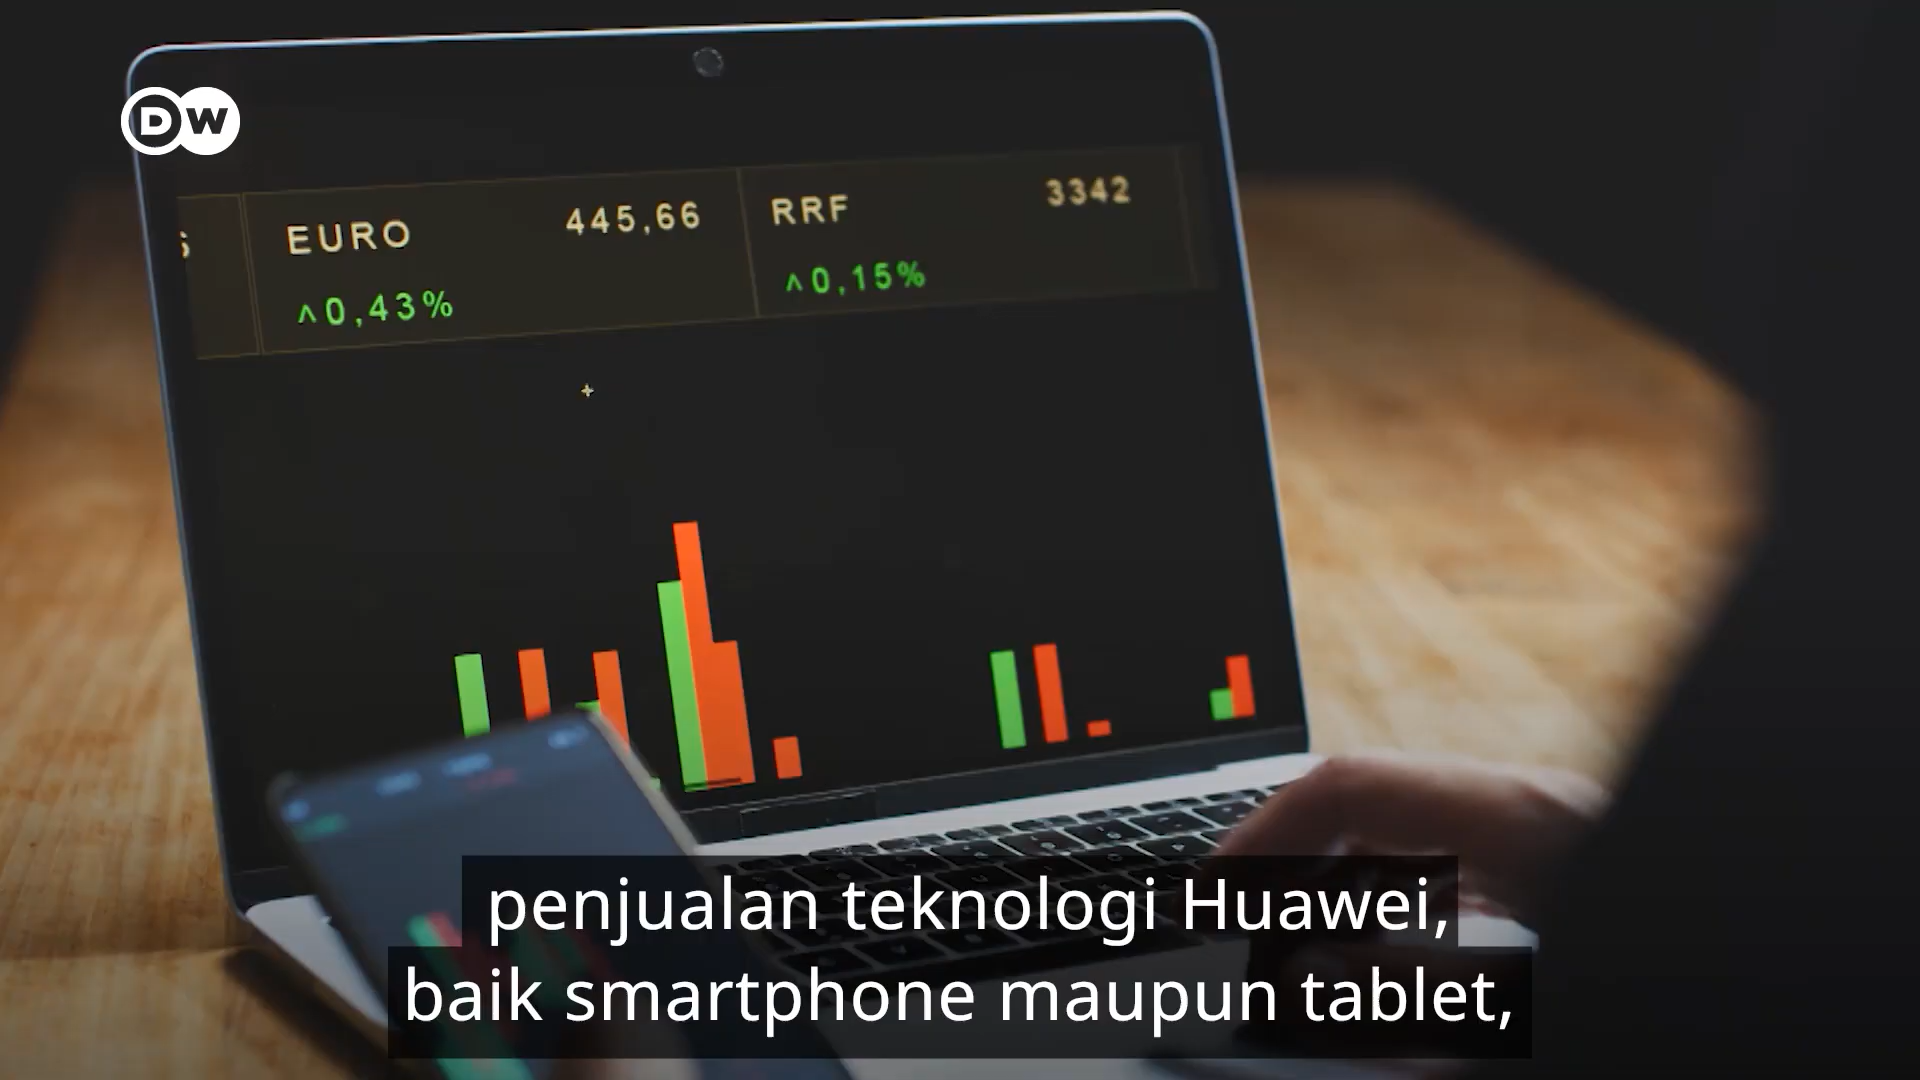 DW
EURO 445,66 RRF 3342
^0,43% ^0,15%
penjualan teknologi Huawei,
baik smartphone maupun tablet,